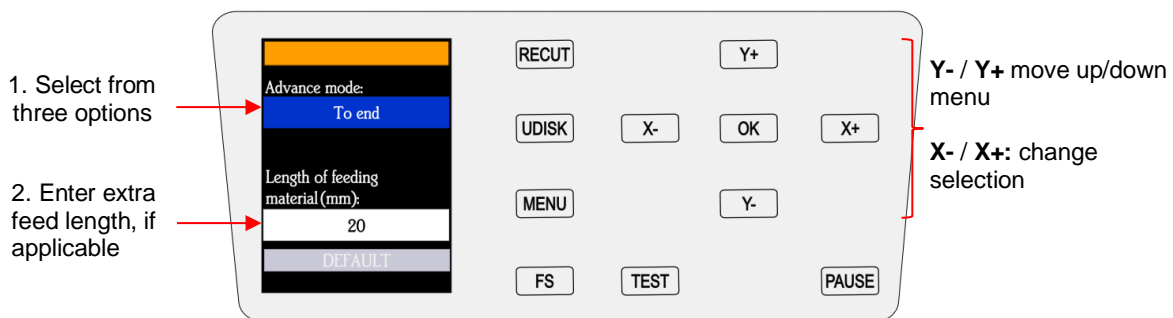 1. Select from
three options
2. Enter extra
feed length, if
applicable
Advance mode:
To end
Length of feeding
material(mm):
20
DEFAULT
RECUT
Y+
UDISK
X-
OK
X+
MENU
Y-
FS
TEST
PAUSE
Y- / Y+ move up/down
menu
X- / X+: change
selection